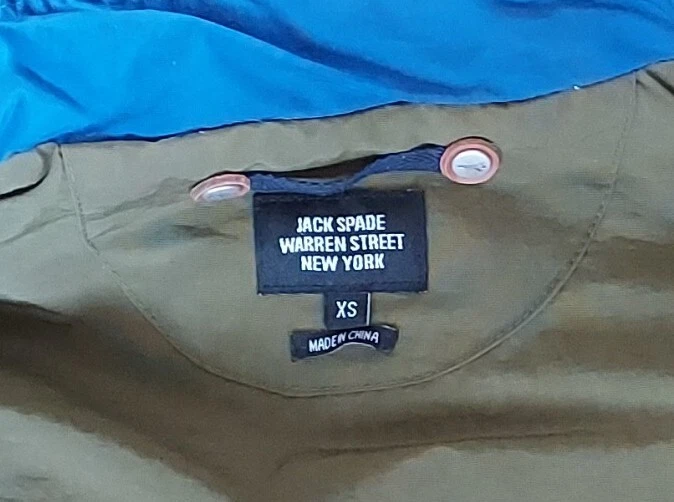 JACK SPADE
WARREN STREET
NEW YORK
XS
MADE IN CHINA